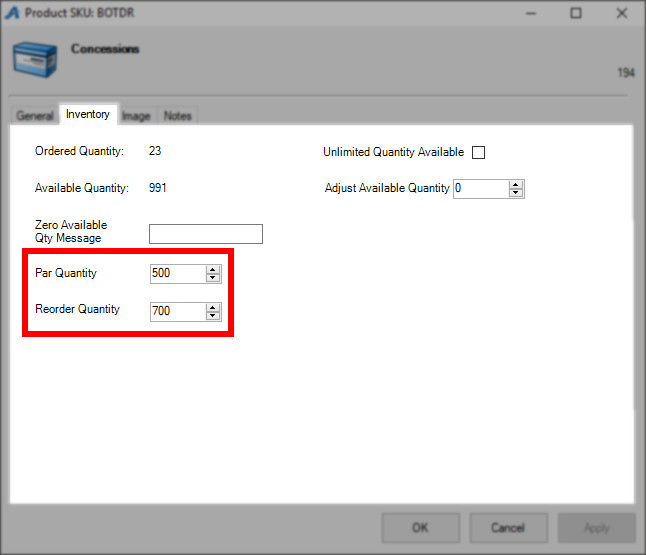 Product SKU: BOTDR
Concessions
194
General Inventory Image Notes
Ordered Quantity: 23 Unlimited Quantity Available
Available Quantity: 991 Adjust Available Quantity 0
Zero Available
Qty Message
Par Quantity 500
Reorder Quantity 700
OK Cancel Apply